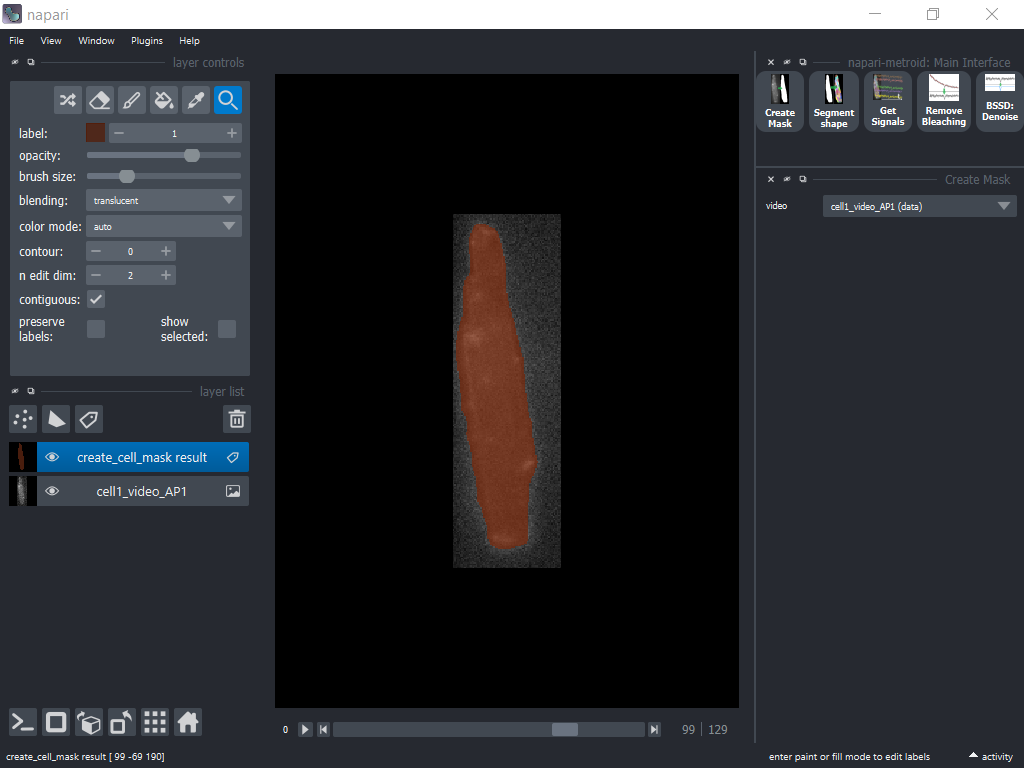 napari
File View Window Plugins Help
layer controls
label: 1
opacity:
brush size:
blending: translucent
color mode: auto
contour: 0
n edit dim: 2
contiguous:
preserve labels:
show selected:
layer list
create_cell_mask result
cell1_video_AP1
napari-metroid: Main Interface
Create Mask
Segment shape
Get Signals
Remove Bleaching
BSSD: Denoise
Create Mask
video cell1_video_AP1 (data)
0 99 129
create_cell_mask result [ 99 -69 190]
enter paint or fill mode to edit labels
activity